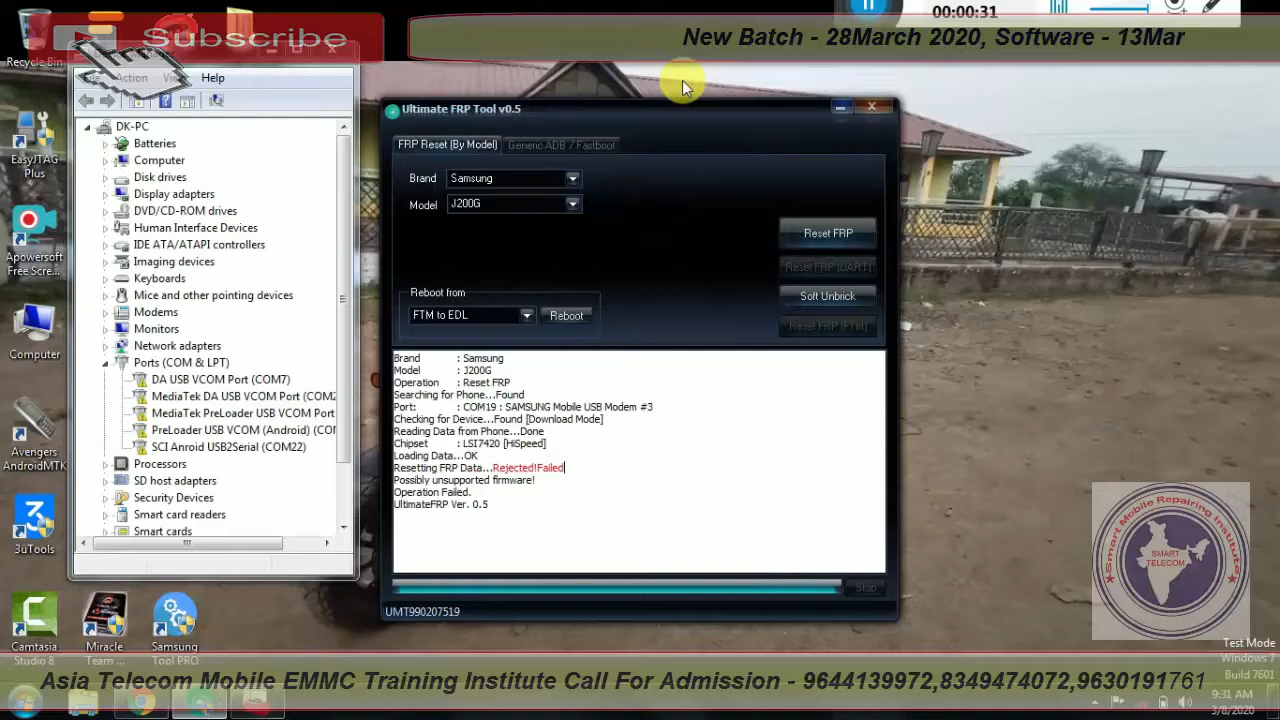 00:00:31
Subscribe
New Batch - 28March 2020, Software - 13Mar
Recycle Bin
Action
Help
EasyJTAG
Plus
Apowersoft
Free Scre...
Computer
Avengers
AndroidMTK
3uTools
Camtasia
Studio 8
Miracle
Team ...
Samsung
Tool PRO
DK-PC
Batteries
Computer
Disk drives
Display adapters
DVD/CD-ROM drives
Human Interface Devices
IDE ATA/ATAPI controllers
Imaging devices
Keyboards
Mice and other pointing devices
Modems
Monitors
Network adapters
Ports (COM & LPT)
DA USB VCOM Port (COM7)
MediaTek DA USB VCOM Port (COM2
MediaTek PreLoader USB VCOM Port
PreLoader USB VCOM (Android) (CON
SCI Anroid USB2Serial (COM22)
Processors
SD host adapters
Security Devices
Smart card readers
Smart cards
Ultimate FRP Tool v0.5
FRP Reset (By Model)
Generic ADB / Fastboot
Brand Samsung
Model J200G
Reset FRP
Reset FRP (UART)
Soft Unbrick
Reset FRP (FTM)
Reboot from
FTM to EDL
Reboot
Brand : Samsung
Model : J200G
Operation : Reset FRP
Searching for Phone...Found
Port: : COM19 : SAMSUNG Mobile USB Modem #3
Checking for Device...Found [Download Mode]
Reading Data from Phone...Done
Chipset : LSI7420 [HiSpeed]
Loading Data...OK
Resetting FRP Data...Rejected!Failed
Possibly unsupported firmware!
Operation Failed.
UltimateFRP Ver. 0.5
Stop
UMT990207519
Smart Mobile Repairing Institute
SMART
TELECOM
Test Mode
Windows 7
Build 7601
Asia Telecom Mobile EMMC Training Institute Call For Admission - 9644139972,8349474072,9630191761
9:31 AM
3/8/2020